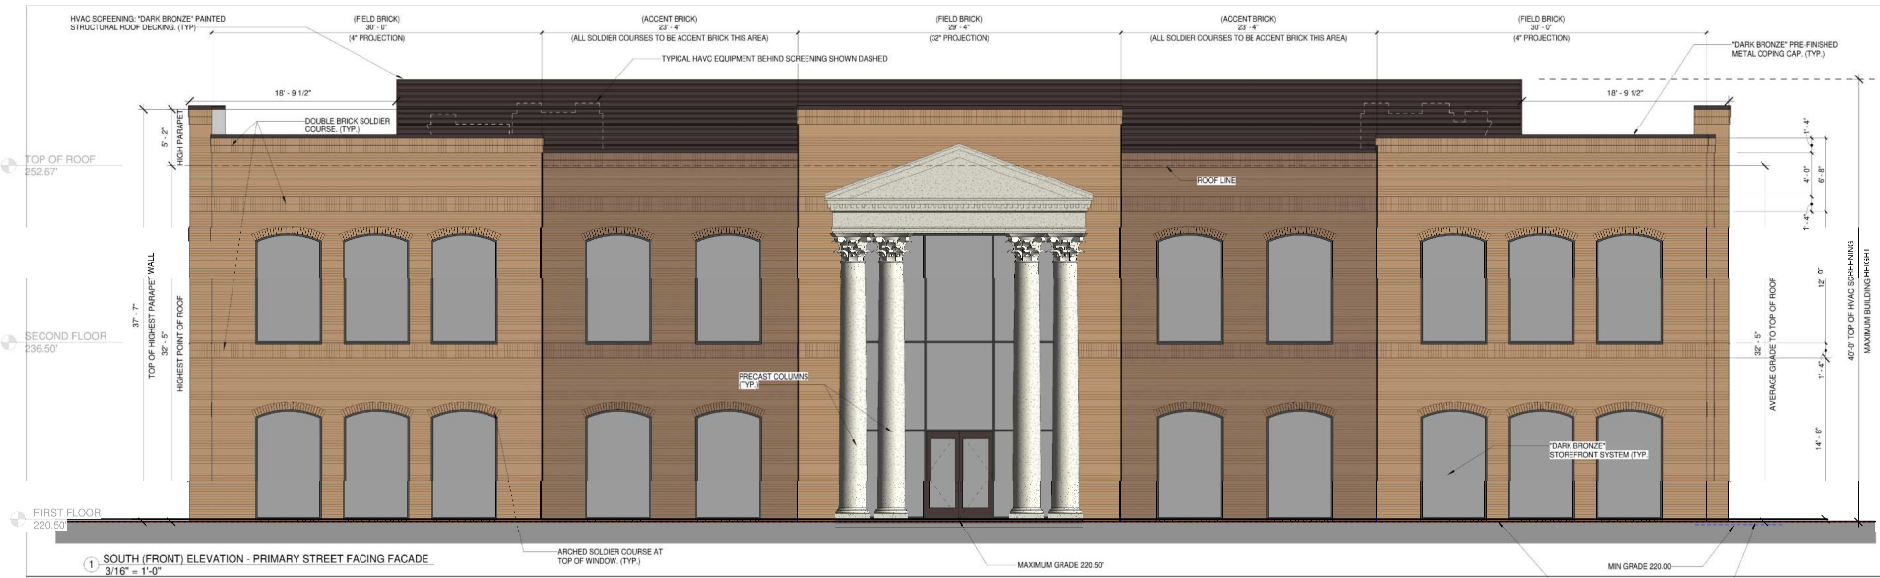 HVAC SCREENING: "DARK BRONZE" PAINTED
STRUCTURAL ROOF DECKING. (TYP)
(FIELD BRICK)
30' - 0"
(4" PROJECTION)
(ACCENT BRICK)
23' - 4"
(ALL SOLDIER COURSES TO BE ACCENT BRICK THIS AREA)
(FIELD BRICK)
29' - 4"
(32" PROJECTION)
(ACCENT BRICK)
23' - 4"
(ALL SOLDIER COURSES TO BE ACCENT BRICK THIS AREA)
(FIELD BRICK)
30' - 0"
(4" PROJECTION)
"DARK BRONZE" PRE-FINISHED
METAL COPING CAP. (TYP.)
TYPICAL HAVC EQUIPMENT BEHIND SCREENING SHOWN DASHED
18' - 9 1/2"
18' - 9 1/2"
DOUBLE BRICK SOLDIER
COURSE. (TYP.)
5' - 2"
HIGH PARAPET
TOP OF ROOF
252.67'
ROOF LINE
1' - 4"
4' - 0"
6' - 8"
1' - 4"
37' - 7"
TOP OF HIGHEST PARAPET WALL
32' - 5"
HIGHEST POINT OF ROOF
12' 0"
40'-0" TOP OF HVAC SCREENING
MAXIMUM BUILDING HEIGHT
32' - 5"
AVERAGE GRADE TO TOP OF ROOF
SECOND FLOOR
236.50'
1' - 4"
PRECAST COLUMNS
"DARK BRONZE"
STOREFRONT SYSTEM (TYP.
14' - 8"
FIRST FLOOR
220.50'
1
SOUTH (FRONT) ELEVATION - PRIMARY STREET FACING FACADE
3/16" = 1'-0"
ARCHED SOLDIER COURSE AT
TOP OF WINDOW. (TYP.)
MAXIMUM GRADE 220.50'
MIN GRADE 220.00